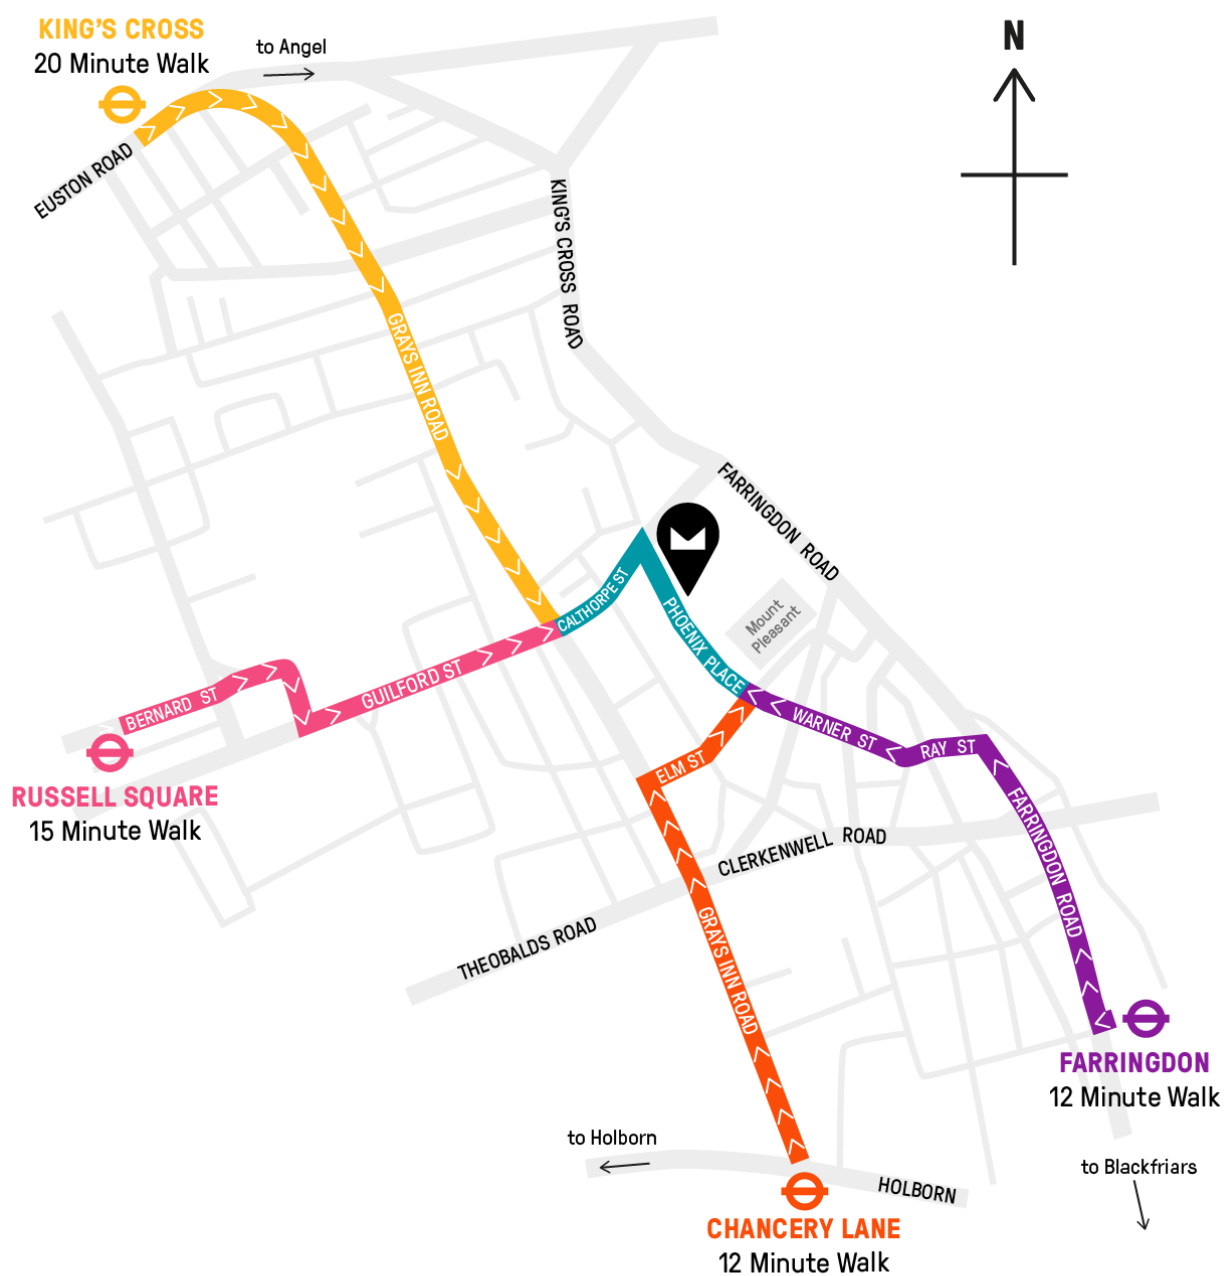 KING'S CROSS
20 Minute Walk
to Angel
N
EUSTON ROAD
KING'S CROSS ROAD
GRAYS INN ROAD
FARRINGDON ROAD
CALTHORPE ST
PHOENIX PLACE
Mount
Pleasant
BERNARD ST
GUILFORD ST
RUSSELL SQUARE
15 Minute Walk
ELM ST
WARNER ST
RAY ST
FARRINGDON ROAD
CLERKENWELL ROAD
THEOBALDS ROAD
GRAYS INN ROAD
FARRINGDON
12 Minute Walk
to Holborn
to Blackfriars
HOLBORN
CHANCERY LANE
12 Minute Walk